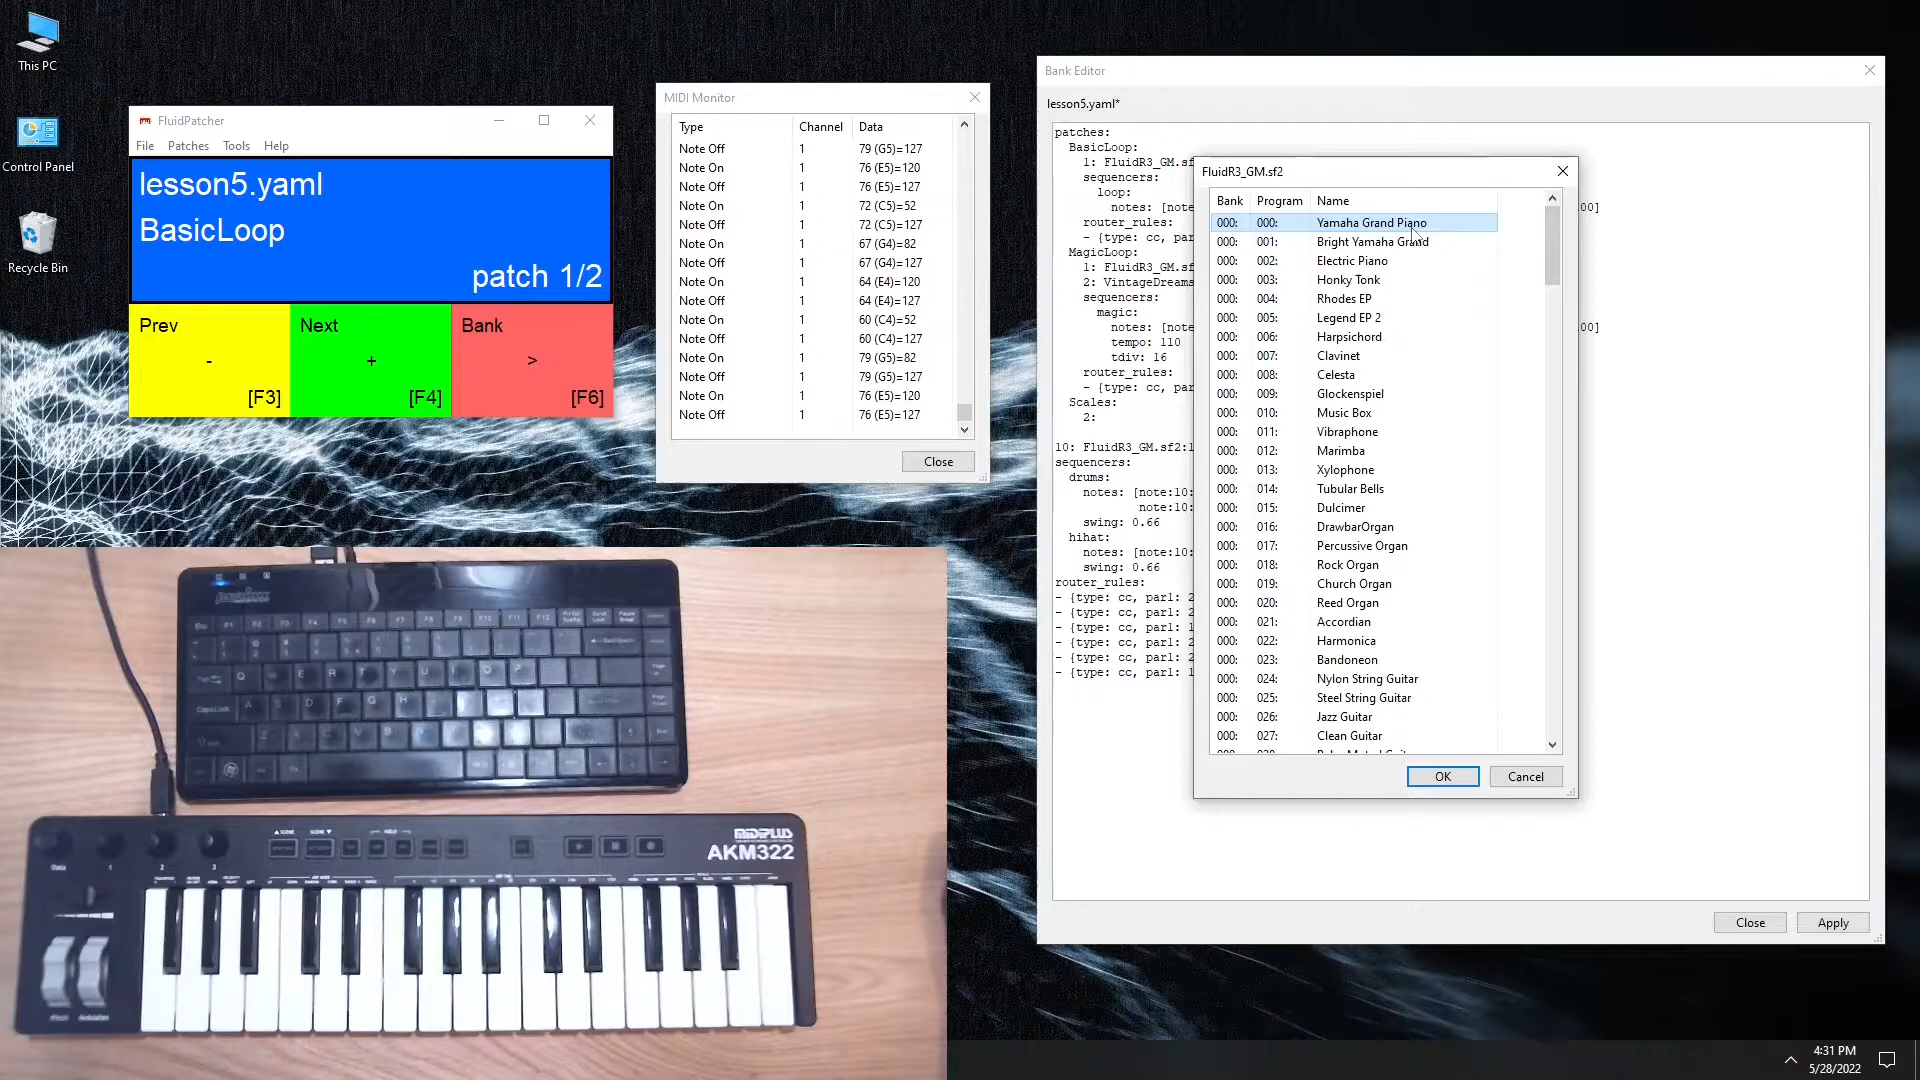 This PC
Control Panel
Recycle Bin
FluidPatcher
File Patches Tools Help
lesson5.yaml
BasicLoop
patch 1/2
Prev
-
[F3]
Next
+
[F4]
Bank
>
[F6]
MIDI Monitor
Type Channel Data
Note Off 1 79 (G5)=127
Note On 1 76 (E5)=120
Note Off 1 76 (E5)=127
Note On 1 72 (C5)=52
Note Off 1 72 (C5)=127
Note On 1 67 (G4)=82
Note Off 1 67 (G4)=127
Note On 1 64 (E4)=120
Note Off 1 64 (E4)=127
Note On 1 60 (C4)=52
Note Off 1 60 (C4)=127
Note On 1 79 (G5)=82
Note Off 1 79 (G5)=127
Note On 1 76 (E5)=120
Note Off 1 76 (E5)=127
Close
Bank Editor
lesson5.yaml*
patches:
BasicLoop:
1: FluidR3_GM.sf
sequencers:
loop:
notes: [note 00]
router_rules:
- {type: cc, par
MagicLoop:
1: FluidR3_GM.sf
2: VintageDreams
sequencers:
magic:
notes: [note 00]
tempo: 110
tdiv: 16
router_rules:
- {type: cc, par
Scales:
2:
10: FluidR3_GM.sf2:1
sequencers:
drums:
notes: [note:10:
note:10:
swing: 0.66
hihat:
notes: [note:10:
swing: 0.66
router_rules:
- {type: cc, par1: 2
- {type: cc, par1: 2
- {type: cc, par1: 1
- {type: cc, par1: 2
- {type: cc, par1: 2
- {type: cc, par1: 1
Close Apply
FluidR3_GM.sf2
Bank Program Name
000: 000: Yamaha Grand Piano
000: 001: Bright Yamaha Grand
000: 002: Electric Piano
000: 003: Honky Tonk
000: 004: Rhodes EP
000: 005: Legend EP 2
000: 006: Harpsichord
000: 007: Clavinet
000: 008: Celesta
000: 009: Glockenspiel
000: 010: Music Box
000: 011: Vibraphone
000: 012: Marimba
000: 013: Xylophone
000: 014: Tubular Bells
000: 015: Dulcimer
000: 016: DrawbarOrgan
000: 017: Percussive Organ
000: 018: Rock Organ
000: 019: Church Organ
000: 020: Reed Organ
000: 021: Accordian
000: 022: Harmonica
000: 023: Bandoneon
000: 024: Nylon String Guitar
000: 025: Steel String Guitar
000: 026: Jazz Guitar
000: 027: Clean Guitar
OK Cancel
MIDIPLUS
AKM322
4:31 PM
5/28/2022